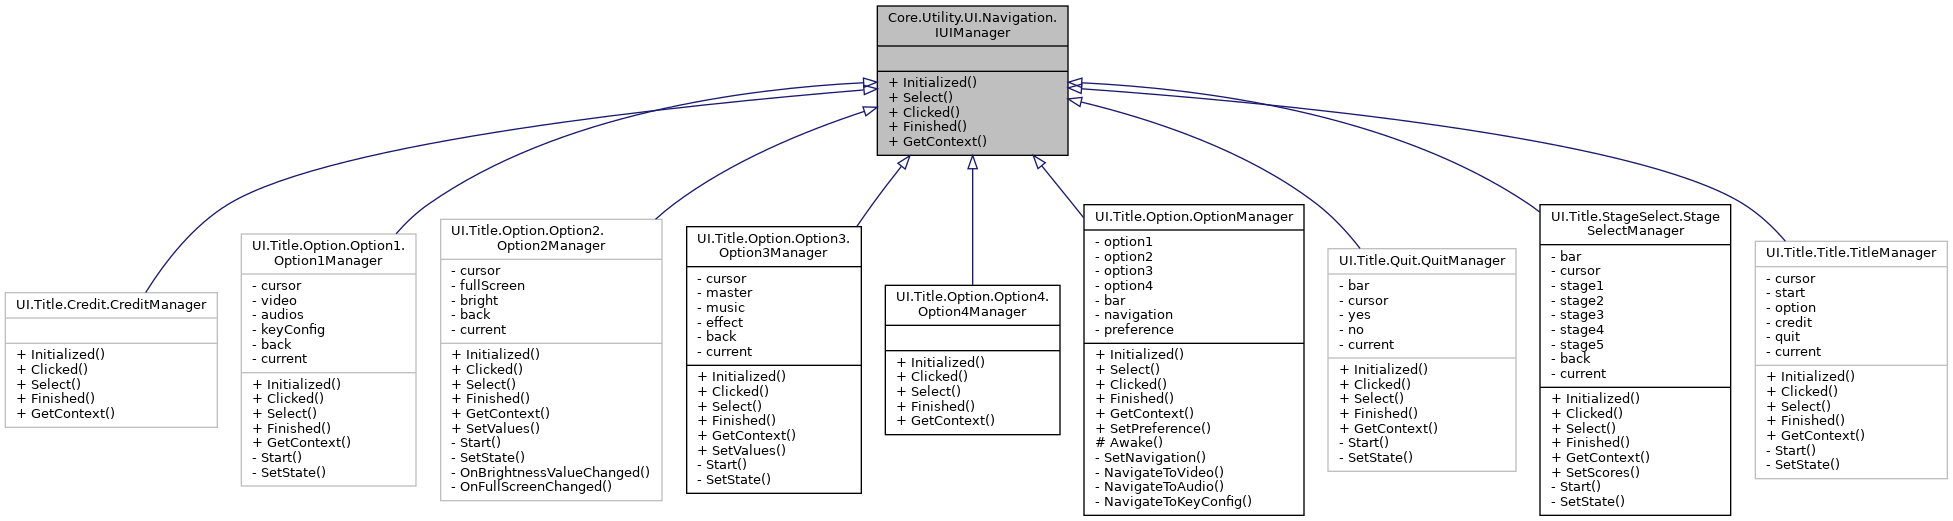 Core.Utility.UI.Navigation.
IUIManager
+ Initialized()
+ Select()
+ Clicked()
+ Finished()
+ GetContext()
UI.Title.Credit.CreditManager
+ Initialized()
+ Clicked()
+ Select()
+ Finished()
+ GetContext()
UI.Title.Option.Option1.
Option1Manager
- cursor
- video
- audios
- keyConfig
- back
- current
+ Initialized()
+ Clicked()
+ Select()
+ Finished()
+ GetContext()
- Start()
- SetState()
UI.Title.Option.Option2.
Option2Manager
- cursor
- fullScreen
- bright
- back
- current
+ Initialized()
+ Clicked()
+ Select()
+ Finished()
+ GetContext()
+ SetValues()
- Start()
- SetState()
- OnBrightnessValueChanged()
- OnFullScreenChanged()
UI.Title.Option.Option3.
Option3Manager
- cursor
- master
- music
- effect
- back
- current
+ Initialized()
+ Clicked()
+ Select()
+ Finished()
+ GetContext()
+ SetValues()
- Start()
- SetState()
UI.Title.Option.Option4.
Option4Manager
+ Initialized()
+ Clicked()
+ Select()
+ Finished()
+ GetContext()
UI.Title.Option.OptionManager
- option1
- option2
- option3
- option4
- bar
- navigation
- preference
+ Initialized()
+ Select()
+ Clicked()
+ Finished()
+ GetContext()
+ SetPreference()
# Awake()
- SetNavigation()
- NavigateToVideo()
- NavigateToAudio()
- NavigateToKeyConfig()
UI.Title.Quit.QuitManager
- bar
- cursor
- yes
- no
- current
+ Initialized()
+ Clicked()
+ Select()
+ Finished()
+ GetContext()
- Start()
- SetState()
UI.Title.StageSelect.Stage
SelectManager
- bar
- cursor
- stage1
- stage2
- stage3
- stage4
- stage5
- back
- current
+ Initialized()
+ Clicked()
+ Select()
+ Finished()
+ GetContext()
+ SetScores()
- Start()
- SetState()
UI.Title.Title.TitleManager
- cursor
- start
- option
- credit
- quit
- current
+ Initialized()
+ Clicked()
+ Select()
+ Finished()
+ GetContext()
- Start()
- SetState()